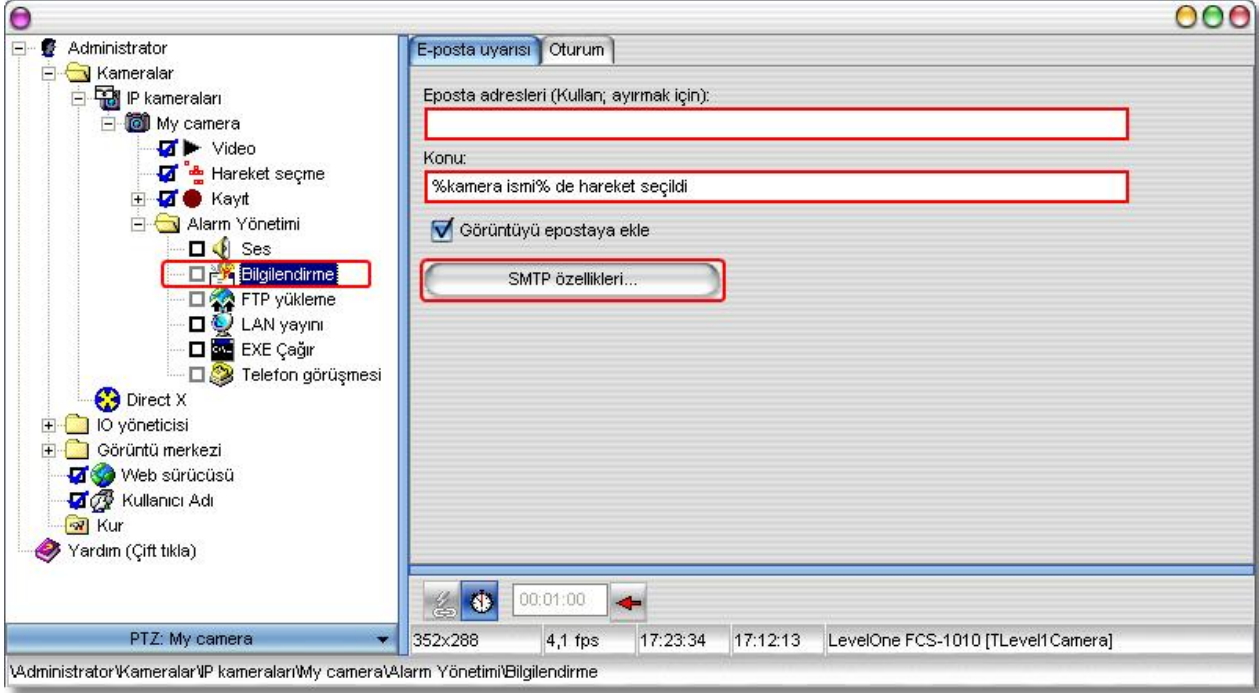 Administrator
Kameralar
IP kameraları
My camera
Video
Hareket seçme
Kayıt
Alarm Yönetimi
Ses
Bilgilendirme
FTP yükleme
LAN yayını
EXE Çağır
Telefon görüşmesi
Direct X
IO yöneticisi
Görüntü merkezi
Web sürücüsü
Kullanıcı Adı
Kur
Yardım (Çift tıkla)
PTZ: My camera
E-posta uyarısı Oturum
Eposta adresleri (Kullan; ayırmak için):
Konu:
%kamera ismi% de hareket seçildi
Görüntüyü epostaya ekle
SMTP özellikleri...
00:01:00
352x288 4,1 fps 17:23:34 17:12:13 LevelOne FCS-1010 [TLevel1Camera]
\Administrator\Kameralar\IP kameraları\My camera\Alarm Yönetimi\Bilgilendirme